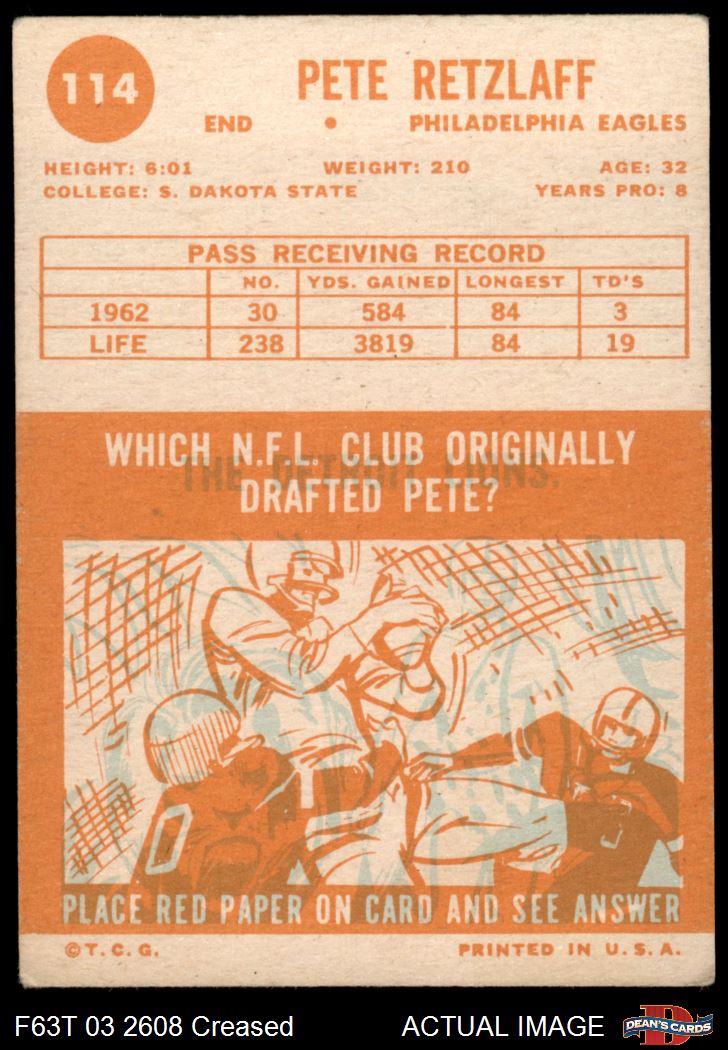 114
PETE RETZLAFF
END • PHILADELPHIA EAGLES
HEIGHT: 6:01 WEIGHT: 210 AGE: 32
COLLEGE: S. DAKOTA STATE YEARS PRO: 8
PASS RECEIVING RECORD
NO. YDS. GAINED LONGEST TD'S
1962 30 584 84 3
LIFE 238 3819 84 19
WHICH N.F.L. CLUB ORIGINALLY
THE DETROIT LIONS.
DRAFTED PETE?
0
PLACE RED PAPER ON CARD AND SEE ANSWER
© T. C. G. PRINTED IN U. S. A.
F63T 03 2608 Creased ACTUAL IMAGE
D
DEAN'S CARDS